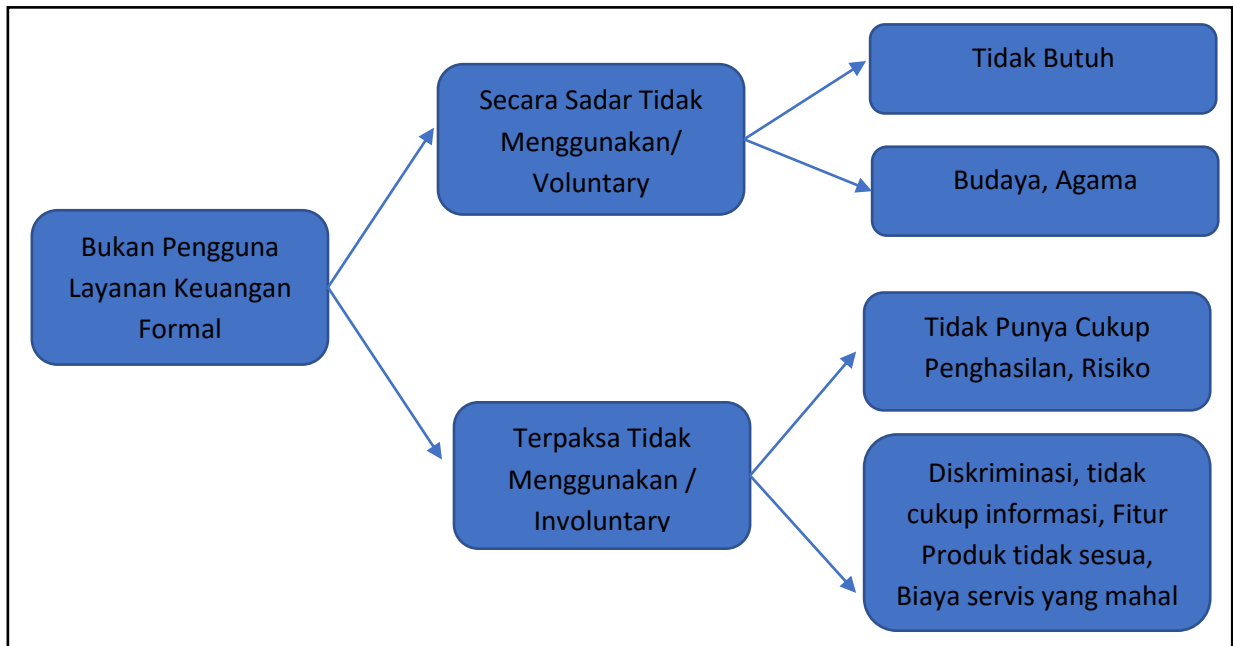 Bukan Pengguna
Layanan Keuangan
Formal
Secara Sadar Tidak
Menggunakan/
Voluntary
Tidak Butuh
Budaya, Agama
Terpaksa Tidak
Menggunakan /
Involuntary
Tidak Punya Cukup
Penghasilan, Risiko
Diskriminasi, tidak
cukup informasi, Fitur
Produk tidak sesua,
Biaya servis yang mahal